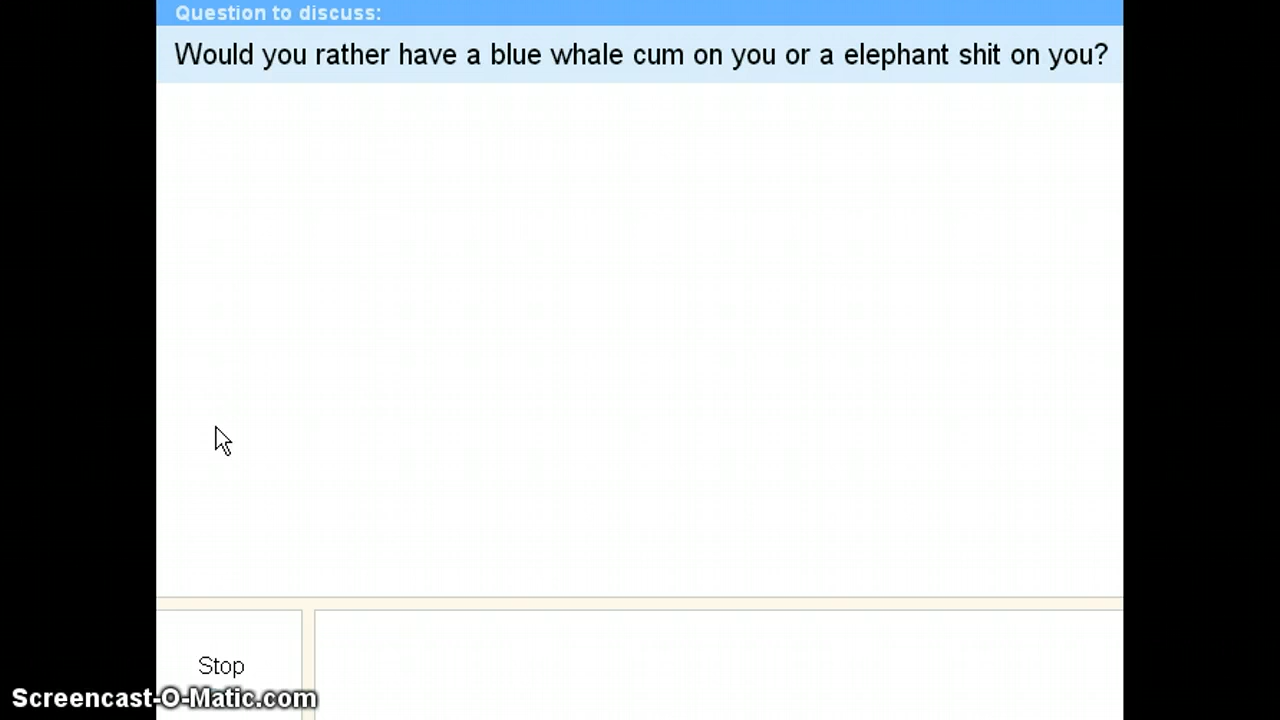 Question to discuss:
Would you rather have a blue whale cum on you or a elephant shit on you?
Stop
Screencast-O-Matic.com